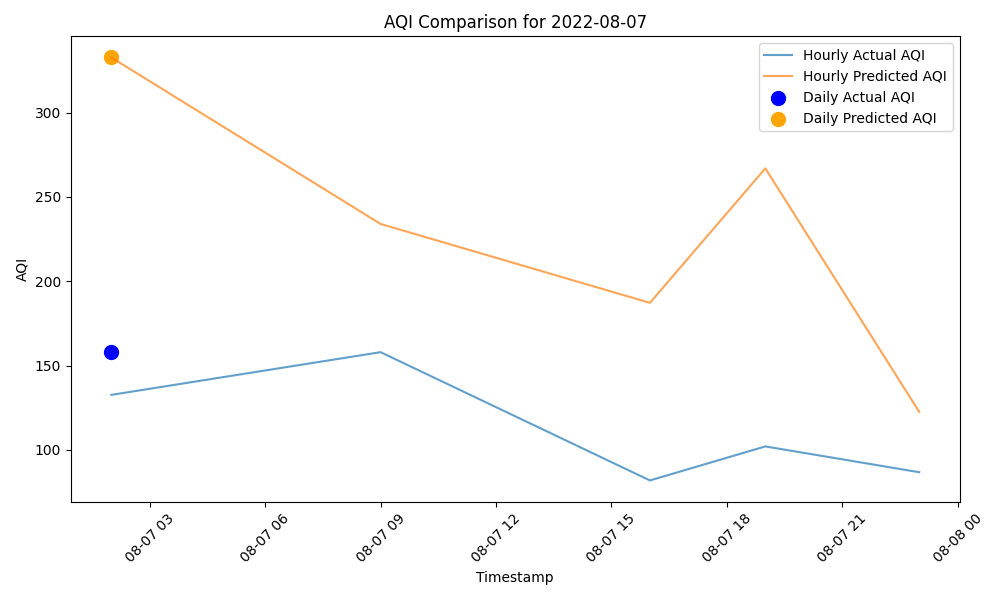 AQI Comparison for 2022-08-07
Hourly Actual AQI
Hourly Predicted AQI
Daily Actual AQI
Daily Predicted AQI
AQI
300
250
200
150
100
08-07 03
08-07 06
08-07 09
08-07 12
08-07 15
08-07 18
08-07 21
08-08 00
Timestamp